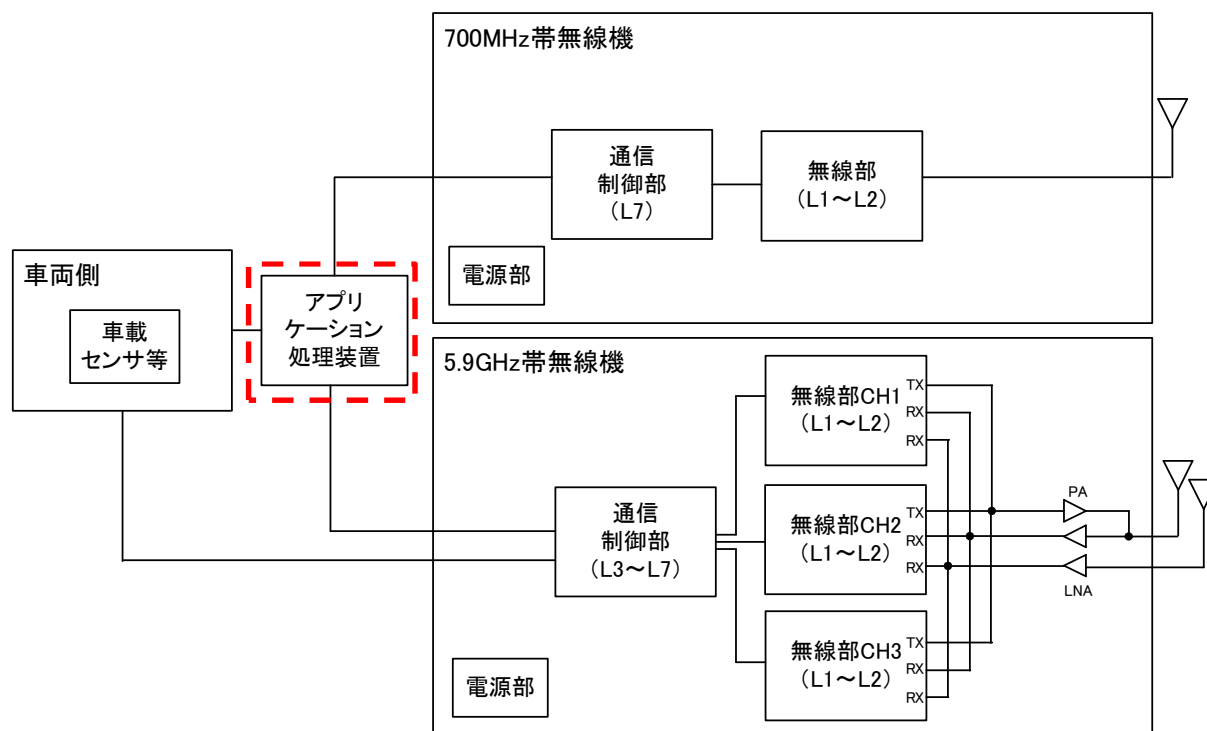 700MHz帯無線機
通信
制御部
（L7）
無線部
（L1～L2）
電源部
車両側
車載
センサ等
アプリ
ケーション
処理装置
5.9GHz帯無線機
無線部CH1
（L1～L2）
TX
RX
RX
通信
制御部
（L3～L7）
無線部CH2
（L1～L2）
TX
RX
RX
PA
LNA
無線部CH3
（L1～L2）
TX
RX
RX
電源部